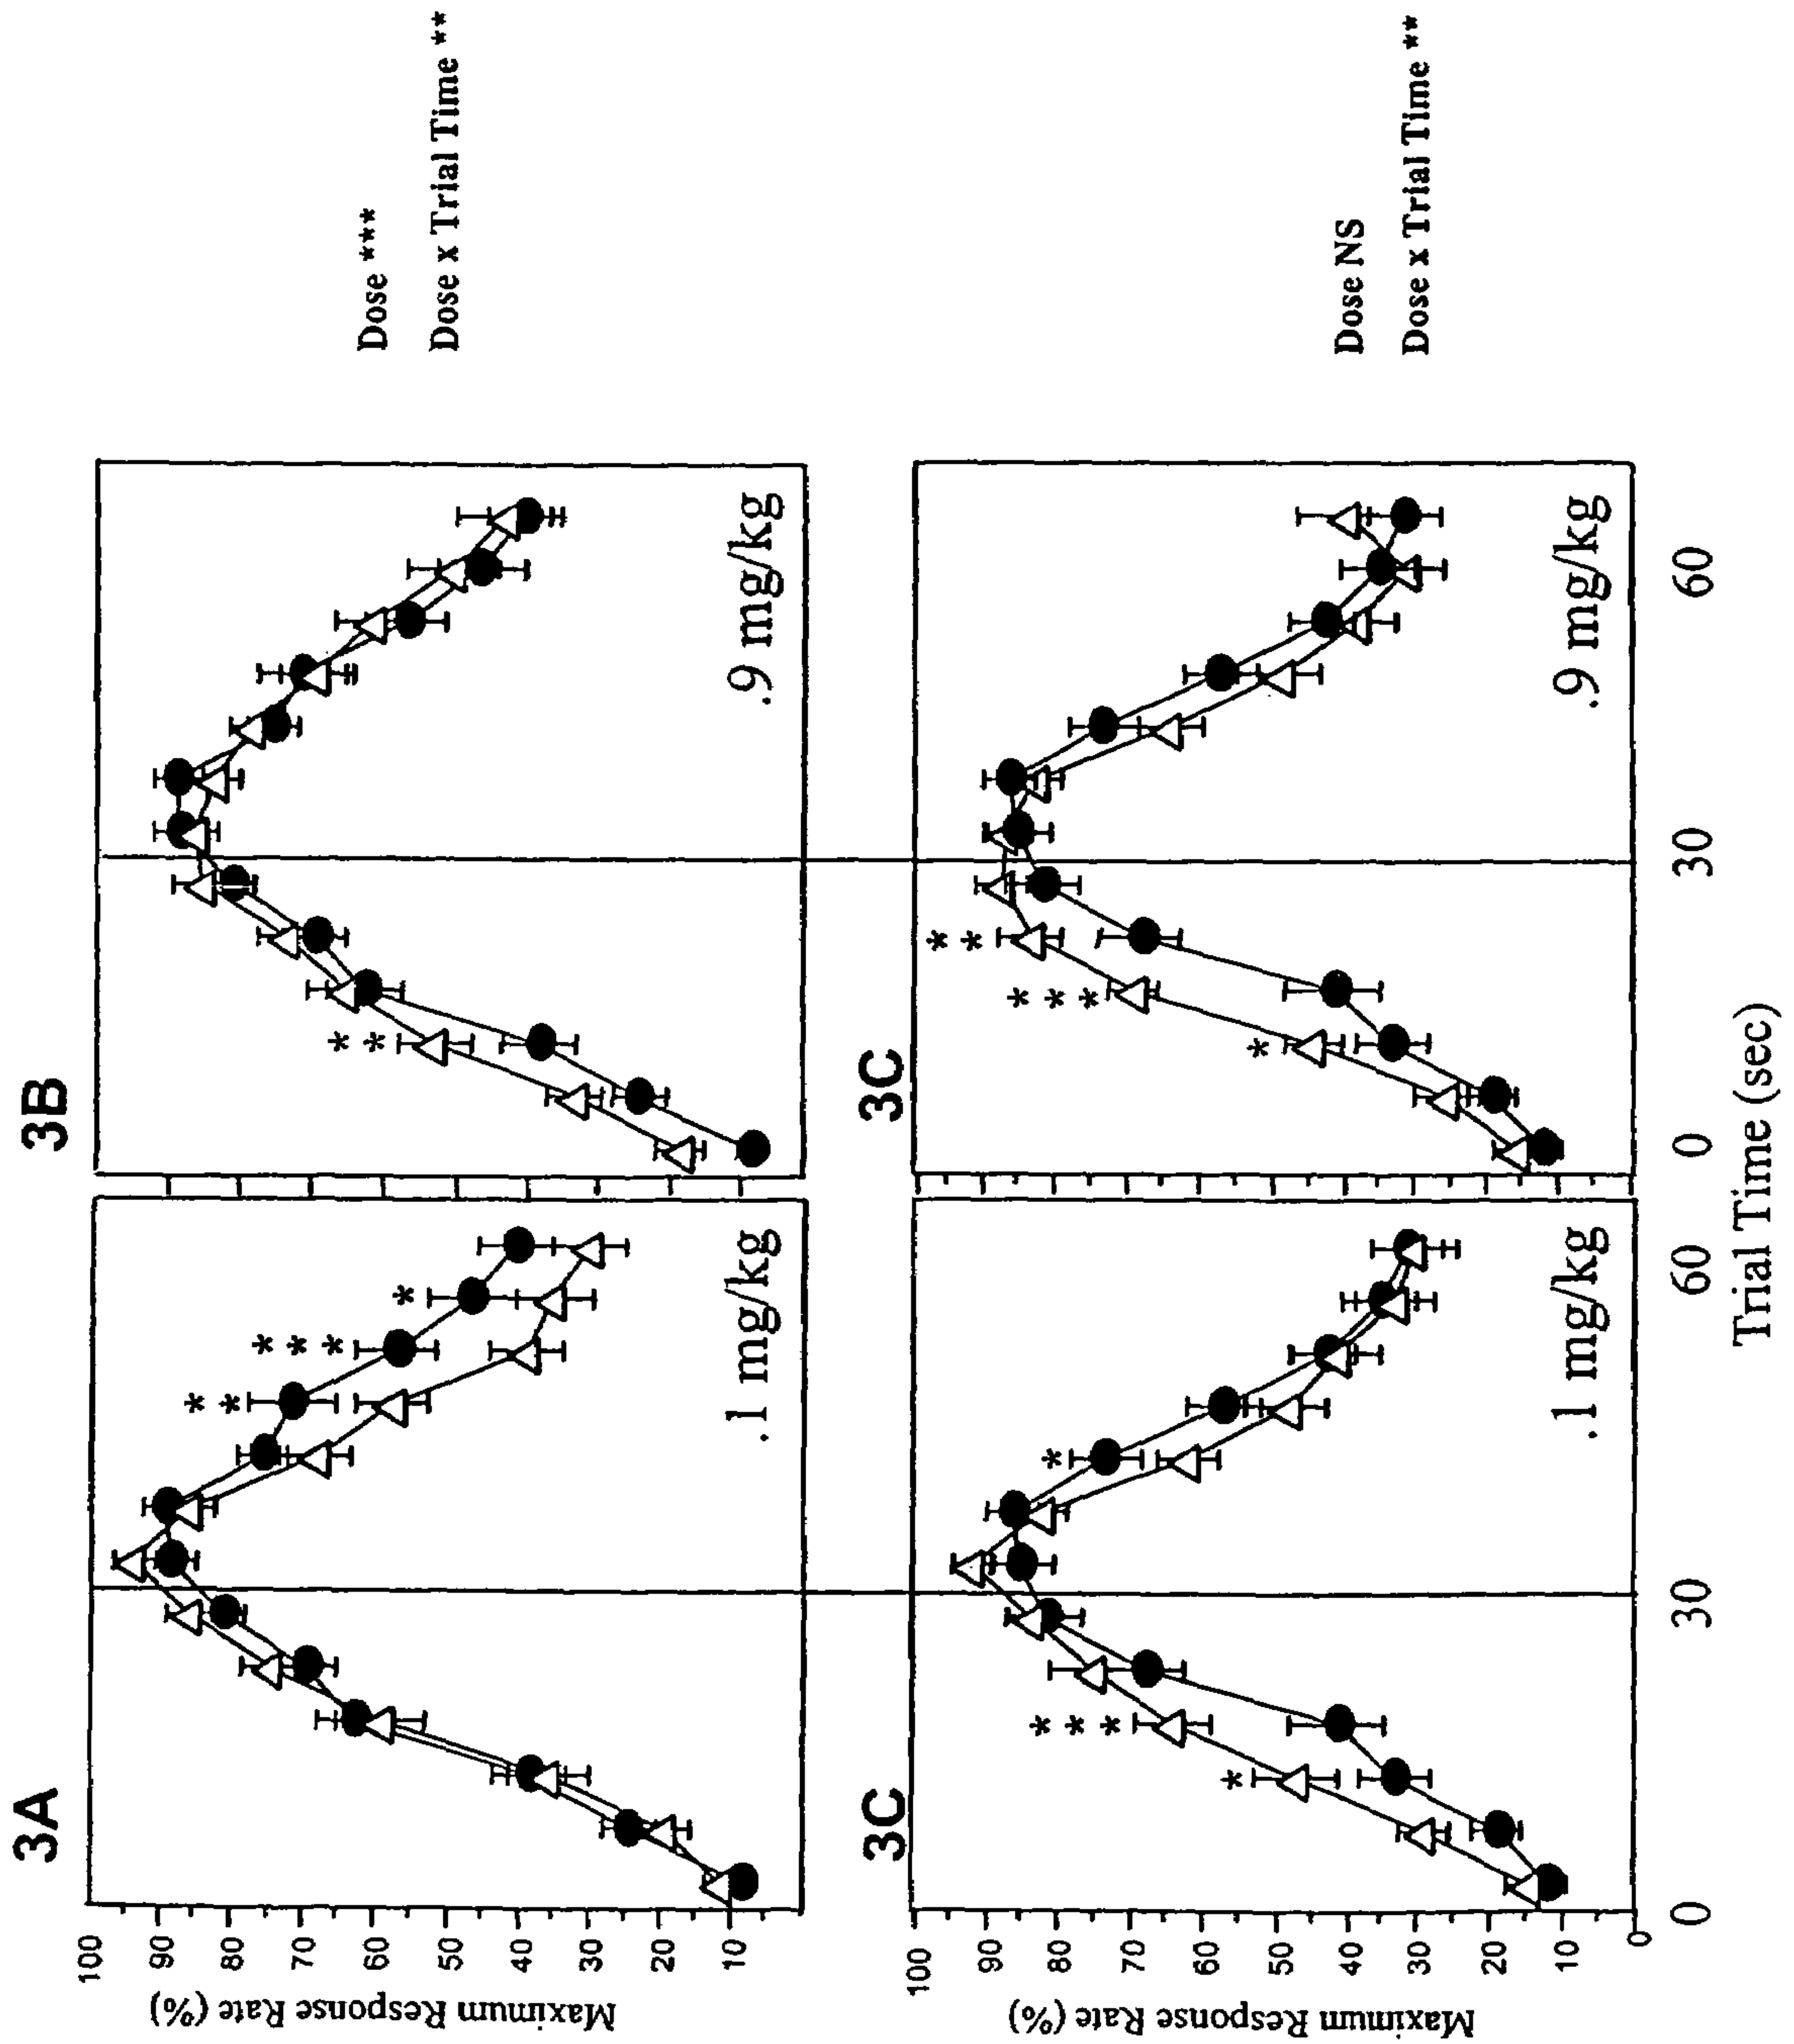 3A
3B
Maximum Response Rate (%)
100
90
80
70
60
50
40
30
20
10
**
***
*
.1 mg/kg
**
.9 mg/kg
Dose ***
Dose x Trial Time **
3C
3C
Maximum Response Rate (%)
100
90
80
70
60
50
40
30
20
10
0
*
***
*
.1 mg/kg
*
***
**
.9 mg/kg
Dose NS
Dose x Trial Time **
0
30
60
0
30
60
Trial Time (sec)